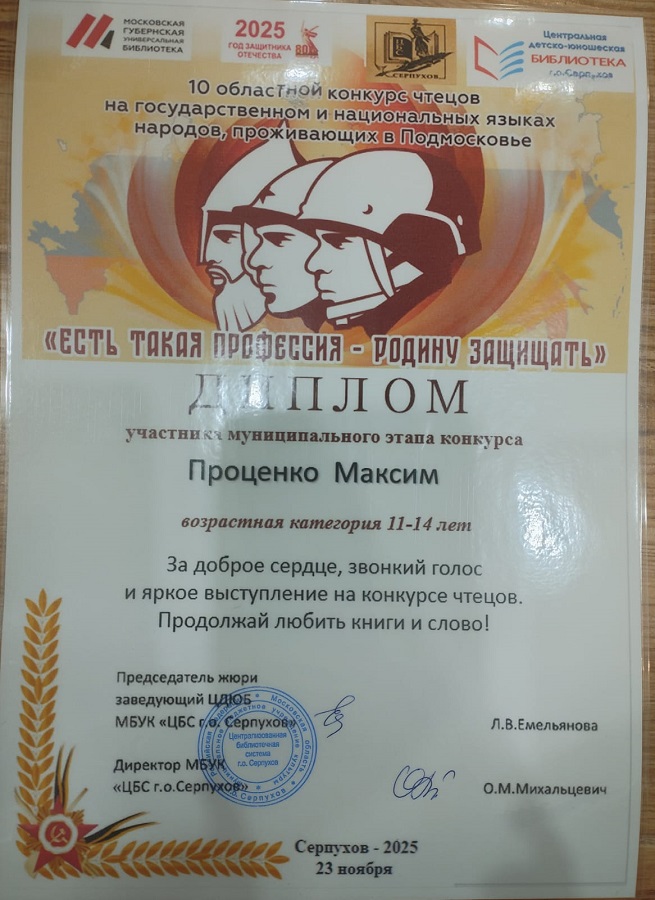 МОСКОВСКАЯ
ГУБЕРНСКАЯ
УНИВЕРСАЛЬНАЯ
БИБЛИОТЕКА
2025
ГОД ЗАЩИТНИКА
ОТЕЧЕСТВА
СЕРПУХОВ
Центральная
детско-юношеская
БИБЛИОТЕКА
г.о.Серпухов
10 областной конкурс чтецов
на государственном и национальных языках
народов, проживающих в Подмосковье
«ЕСТЬ ТАКАЯ ПРОФЕССИЯ - РОДИНУ ЗАЩИЩАТЬ»
ДИПЛОМ
участника муниципального этапа конкурса
Проценко Максим
возрастная категория 11-14 лет
За доброе сердце, звонкий голос
и яркое выступление на конкурсе чтецов.
Продолжай любить книги и слово!
Председатель жюри
заведующий ЦДЮБ
МБУК «ЦБС г.о. Серпухов»
Л.В.Емельянова
Централизованная
библиотечная
система
г.о. Серпухов
Директор МБУК
«ЦБС г.о.Серпухов»
О.М.Михальцевич
Серпухов - 2025
23 ноября